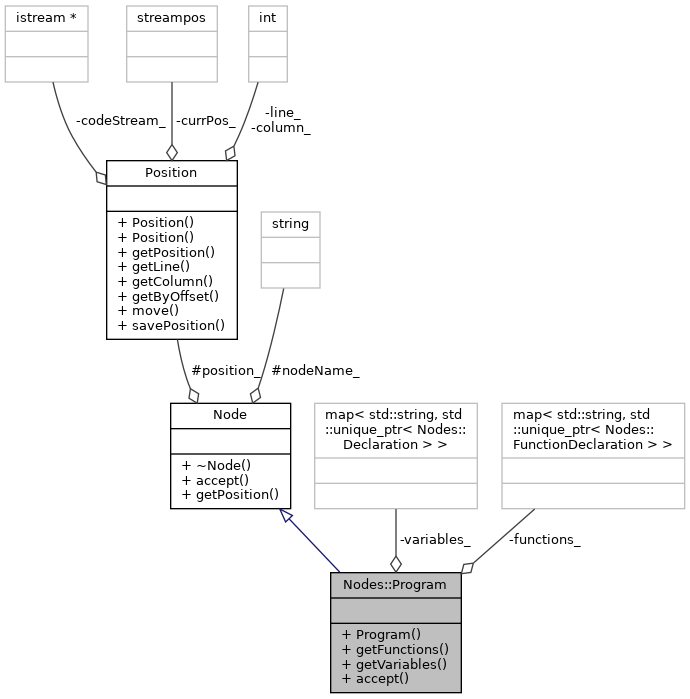 istream *
streampos
int
-codeStream_
-currPos_
-line_
-column_
Position
+ Position()
+ Position()
+ getPosition()
+ getLine()
+ getColumn()
+ getByOffset()
+ move()
+ savePosition()
string
#position_
#nodeName_
Node
+ ~Node()
+ accept()
+ getPosition()
map< std::string, std
::unique_ptr< Nodes::
Declaration > >
map< std::string, std
::unique_ptr< Nodes::
FunctionDeclaration > >
-variables_
-functions_
Nodes::Program
+ Program()
+ getFunctions()
+ getVariables()
+ accept()